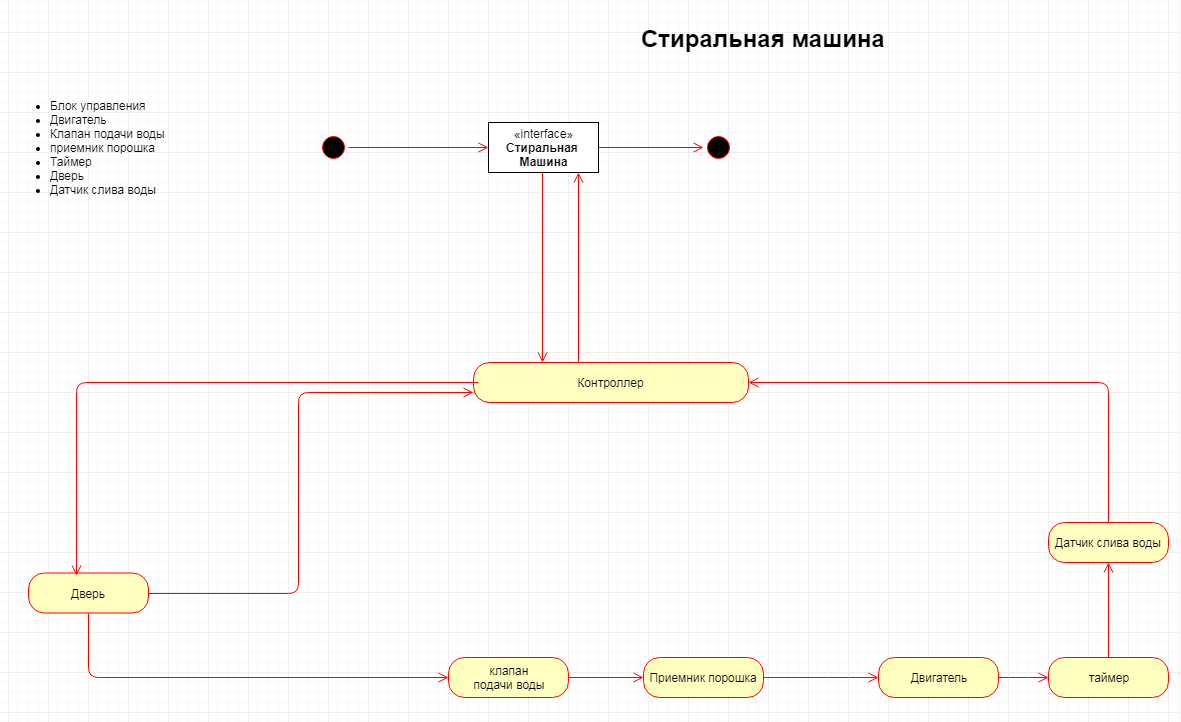 Стиральная машина
Блок управления
Двигатель
Клапан подачи воды
приемник порошка
Таймер
Дверь
Датчик слива воды
«interface»
Стиральная
Машина
Контроллер
Датчик слива воды
Дверь
клапан
подачи воды
Приемник порошка
Двигатель
таймер